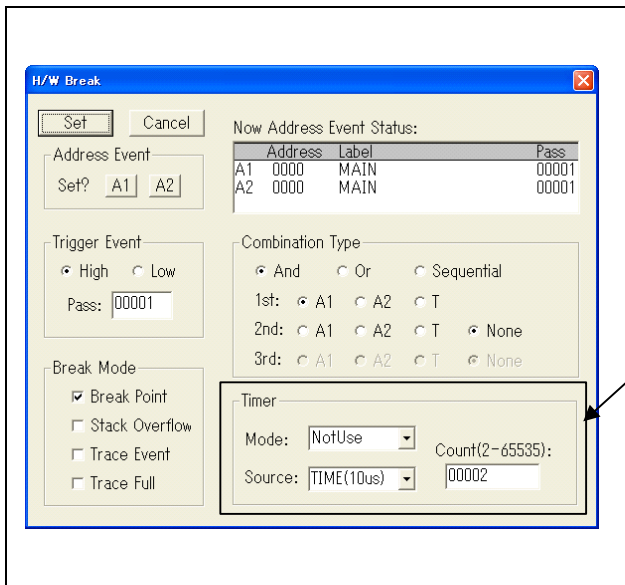 H/W Break
Set Cancel
Address Event
Set? A1 A2
Now Address Event Status:
Address Label Pass
A1 0000 MAIN 00001
A2 0000 MAIN 00001
Trigger Event
High Low
Pass: 00001
Combination Type
And Or Sequential
1st: A1 A2 T
2nd: A1 A2 T None
3rd: A1 A2 T None
Break Mode
Break Point
Stack Overflow
Trace Event
Trace Full
Timer
Mode: NotUse
Count(2-65535):
Source: TIME(10us) 00002